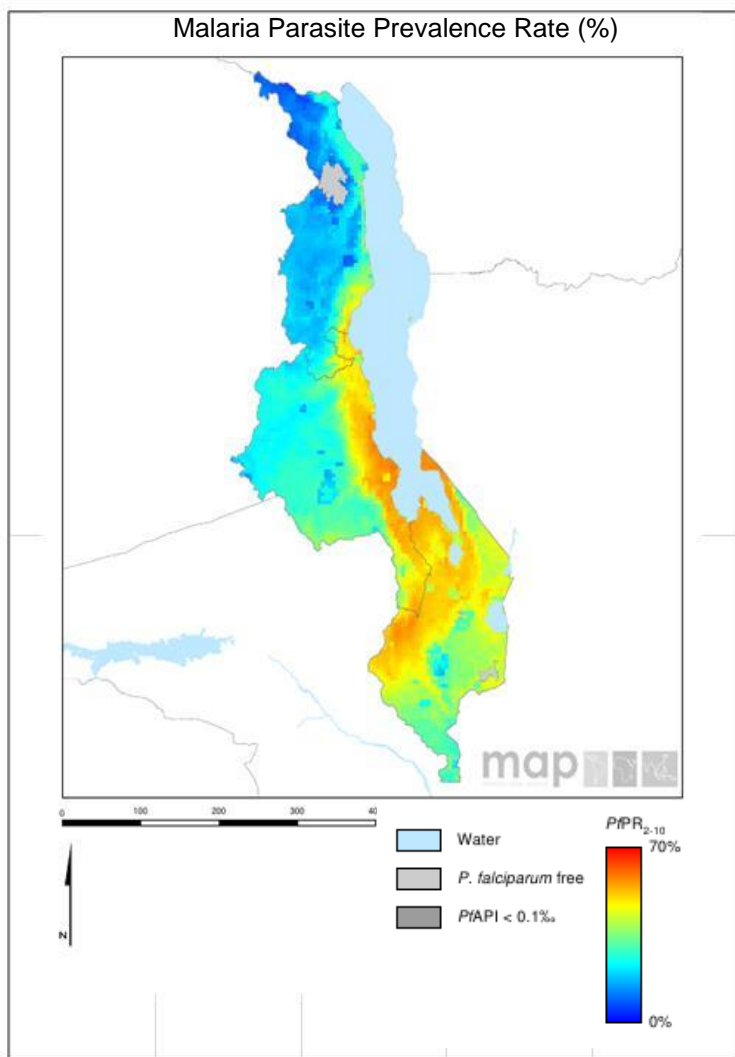 Malaria Parasite Prevalence Rate (%)
map
0 100 200 300 40
Water
P. falciparum free
PfAPI < 0.1‰
N
PfPR2-10
70%
0%